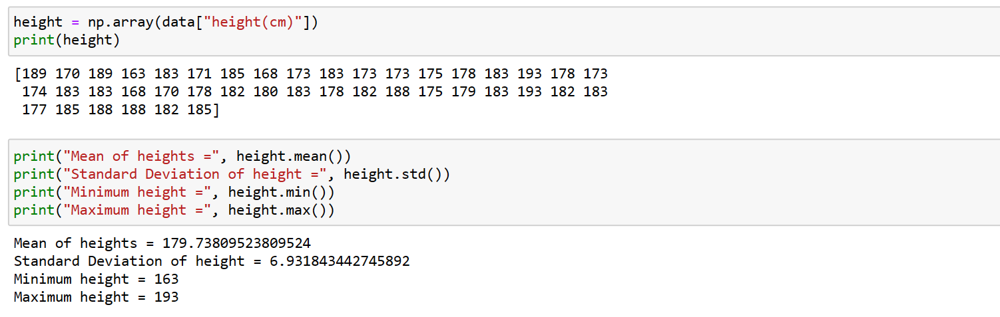 height = np.array(data["height(cm)"])
print(height)
[189 170 189 163 183 171 185 168 173 183 173 173 175 178 183 193 178 173
174 183 183 168 170 178 182 180 183 178 182 188 175 179 183 193 182 183
177 185 188 188 182 185]
print("Mean of heights =", height.mean())
print("Standard Deviation of height =", height.std())
print("Minimum height =", height.min())
print("Maximum height =", height.max())
Mean of heights = 179.73809523809524
Standard Deviation of height = 6.931843442745892
Minimum height = 163
Maximum height = 193